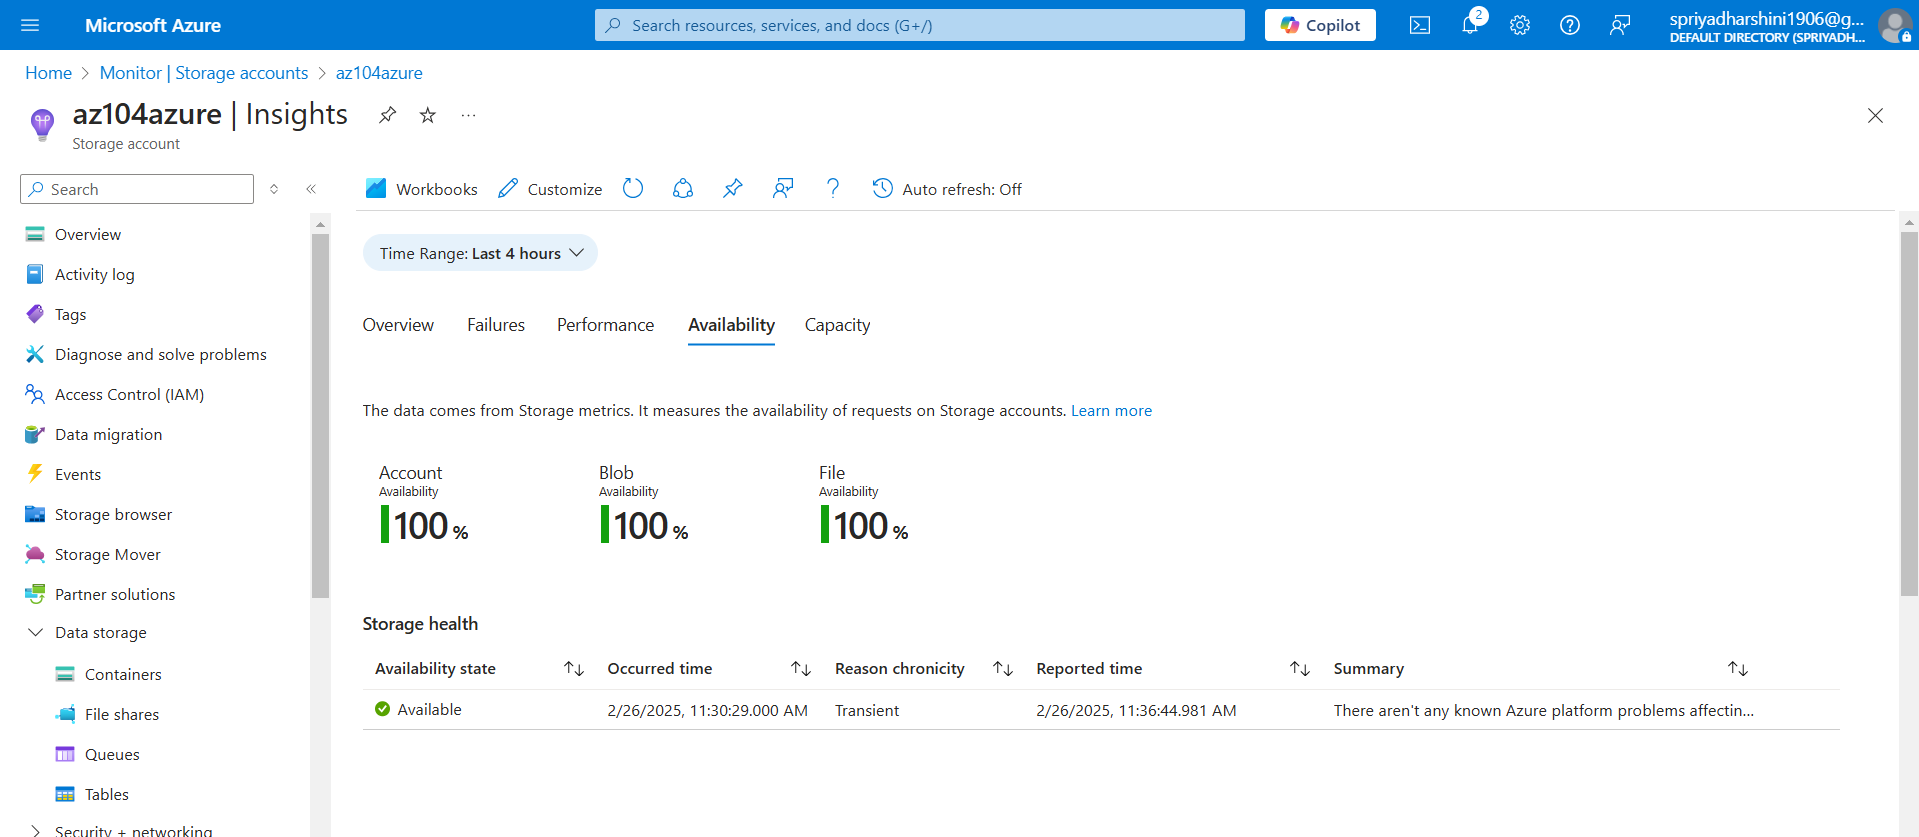 Microsoft Azure
Search resources, services, and docs (G+/)
Copilot
2
spriyadharshini1906@g...
DEFAULT DIRECTORY (SPRIYADH...
Home > Monitor | Storage accounts > az104azure
az104azure | Insights
...
Storage account
Search
Overview
Activity log
Tags
Diagnose and solve problems
Access Control (IAM)
Data migration
Events
Storage browser
Storage Mover
Partner solutions
Data storage
Containers
File shares
Queues
Tables
Security + networking
Workbooks
Customize
Auto refresh: Off
Time Range: Last 4 hours
Overview Failures Performance Availability Capacity
The data comes from Storage metrics. It measures the availability of requests on Storage accounts. Learn more
Account
Availability
100 %
Blob
Availability
100 %
File
Availability
100 %
Storage health
Availability state Occurred time Reason chronicity Reported time Summary
Available 2/26/2025, 11:30:29.000 AM Transient 2/26/2025, 11:36:44.981 AM There aren't any known Azure platform problems affectin...